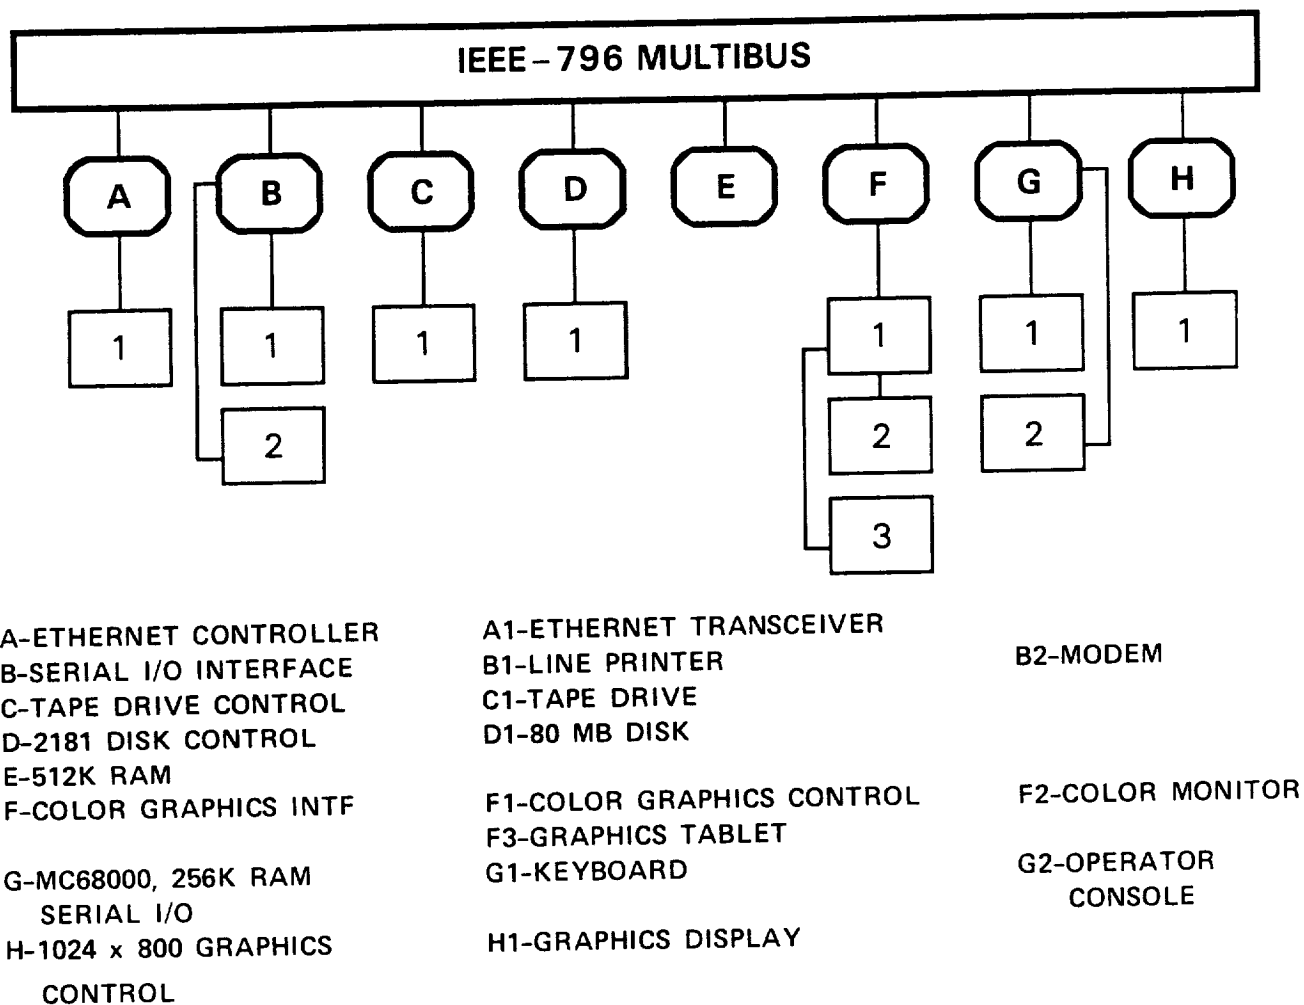 IEEE-796 MULTIBUS
A B C D E F G H
1 1 1 1 1 1 1
2 2 2
3
A-ETHERNET CONTROLLER A1-ETHERNET TRANSCEIVER
B-SERIAL I/O INTERFACE B1-LINE PRINTER B2-MODEM
C-TAPE DRIVE CONTROL C1-TAPE DRIVE
D-2181 DISK CONTROL D1-80 MB DISK
E-512K RAM
F-COLOR GRAPHICS INTF F1-COLOR GRAPHICS CONTROL F2-COLOR MONITOR
F3-GRAPHICS TABLET
G-MC68000, 256K RAM G1-KEYBOARD G2-OPERATOR
SERIAL I/O CONSOLE
H-1024 x 800 GRAPHICS H1-GRAPHICS DISPLAY
CONTROL